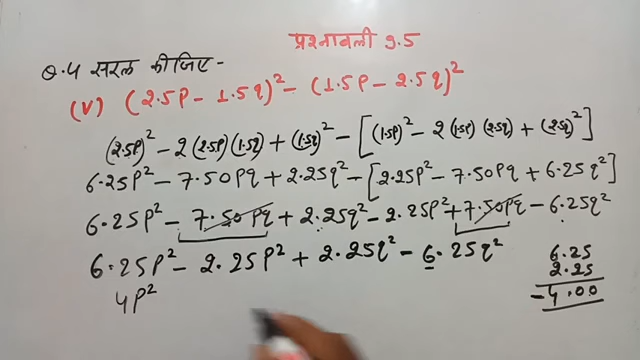 प्रश्नावली 9.5
Q.4 सरल कीजिए -
(V) (2.5p - 1.5q)² - (1.5p - 2.5q)²
(2.5p)² - 2(2.5p)(1.5q) + (1.5q)² - [(1.5p)² - 2(1.5p)(2.5q) + (2.5q)²]
6.25p² - 7.50pq + 2.25q² - [2.25p² - 7.50pq + 6.25q²]
6.25p² - 7.50pq + 2.25q² - 2.25p² + 7.50pq - 6.25q²
6.25p² - 2.25p² + 2.25q² - 6.25q²
4p²
6.25
2.25
-4.00